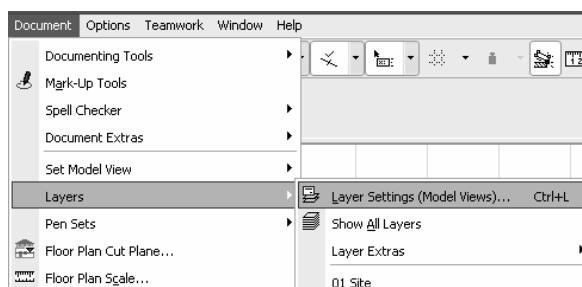 Document Options Teamwork Window Help
Documenting Tools
Mark-Up Tools
Spell Checker
Document Extras
Set Model View
Layers
Layer Settings (Model Views)... Ctrl+L
Pen Sets
Show All Layers
Floor Plan Cut Plane...
Layer Extras
Floor Plan Scale...
01 Site